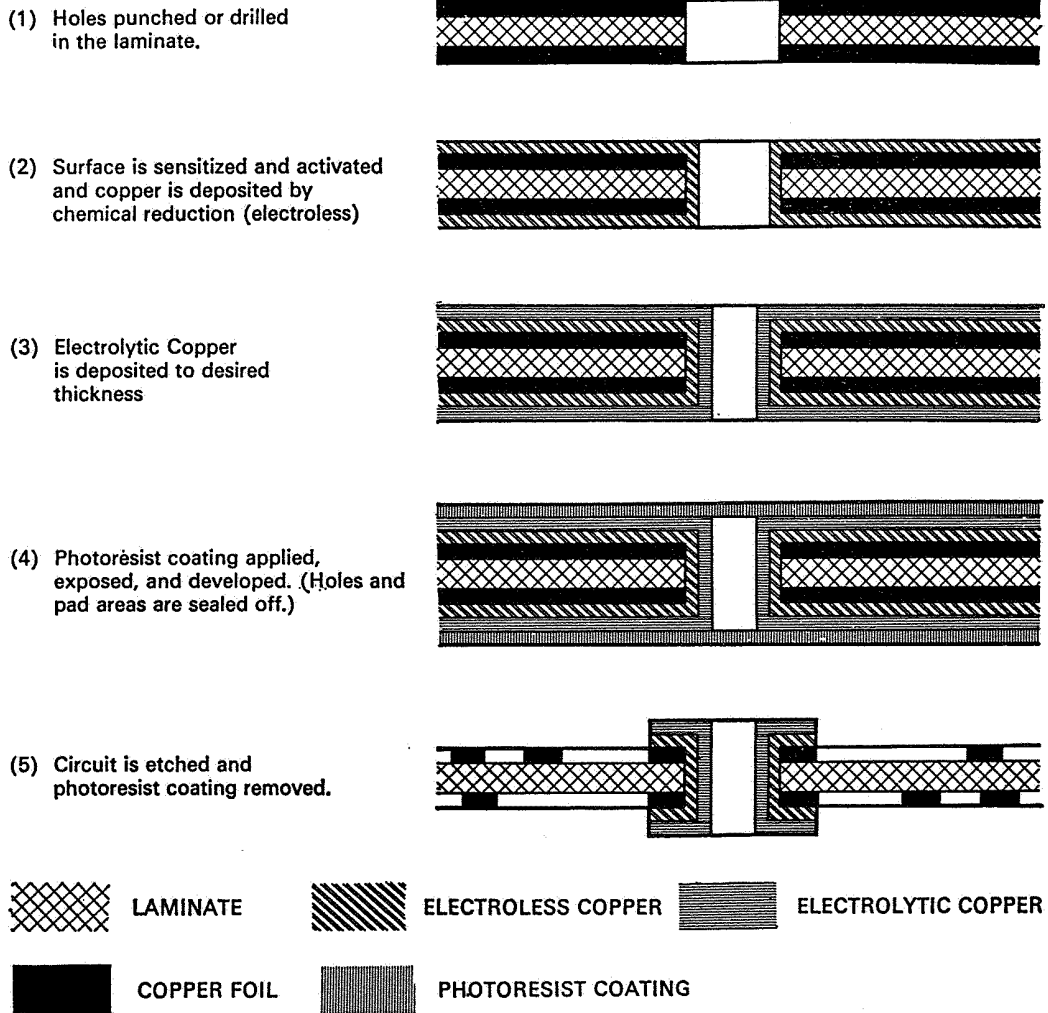 (1) Holes punched or drilled
in the laminate.
(2) Surface is sensitized and activated
and copper is deposited by
chemical reduction (electroless)
(3) Electrolytic Copper
is deposited to desired
thickness
(4) Photoresist coating applied,
exposed, and developed. (Holes and
pad areas are sealed off.)
(5) Circuit is etched and
photoresist coating removed.
LAMINATE ELECTROLESS COPPER ELECTROLYTIC COPPER
COPPER FOIL PHOTORESIST COATING